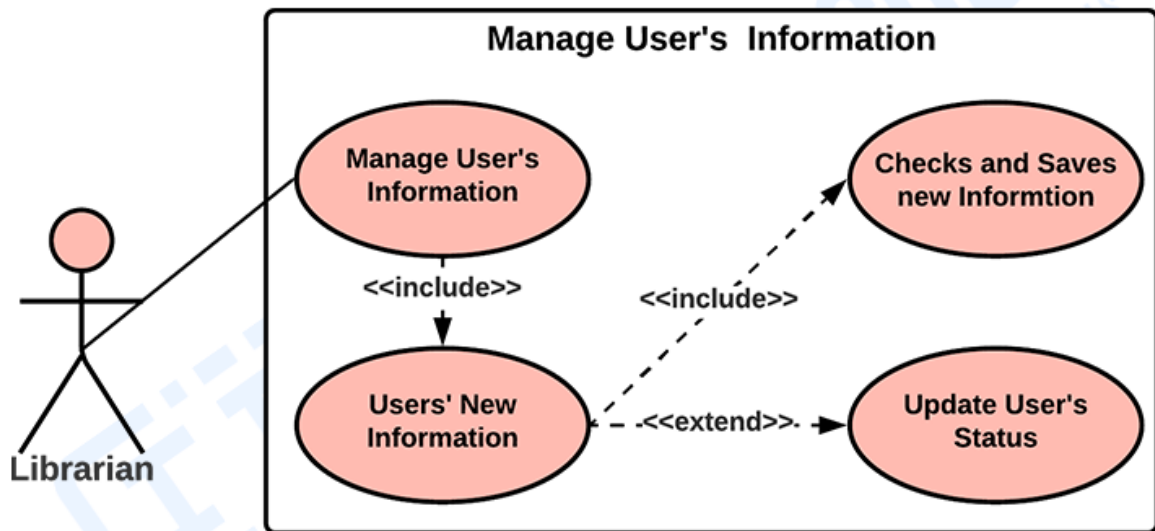 Manage User's  Information
Manage User's
Information
Checks and Saves
new Informtion
<<include>>
<<include>>
Users' New
Information
<<extend>>
Update User's
Status
Librarian